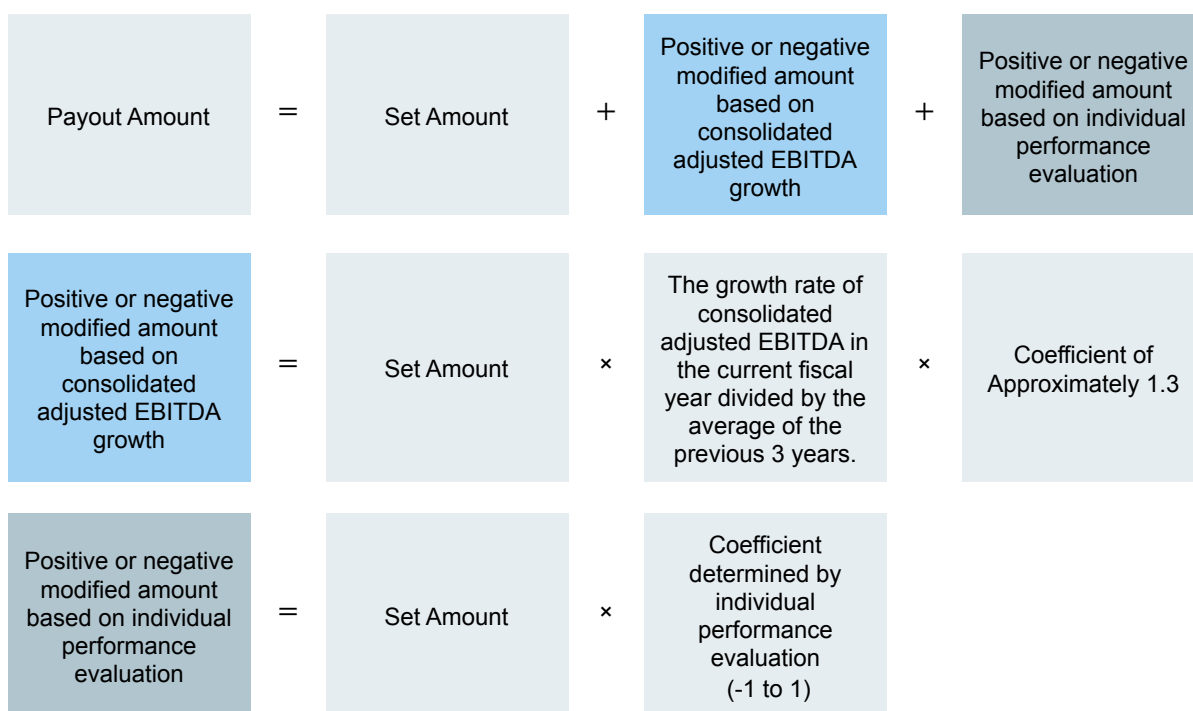 Payout Amount
=
Set Amount
+
Positive or negative
modified amount
based on
consolidated
adjusted EBITDA
growth
+
Positive or negative
modified amount
based on individual
performance
evaluation
Positive or negative
modified amount
based on
consolidated
adjusted EBITDA
growth
=
Set Amount
×
The growth rate of
consolidated
adjusted EBITDA in
the current fiscal
year divided by the
average of the
previous 3 years.
×
Coefficient of
Approximately 1.3
Positive or negative
modified amount
based on individual
performance
evaluation
=
Set Amount
×
Coefficient
determined by
individual
performance
evaluation
(-1 to 1)